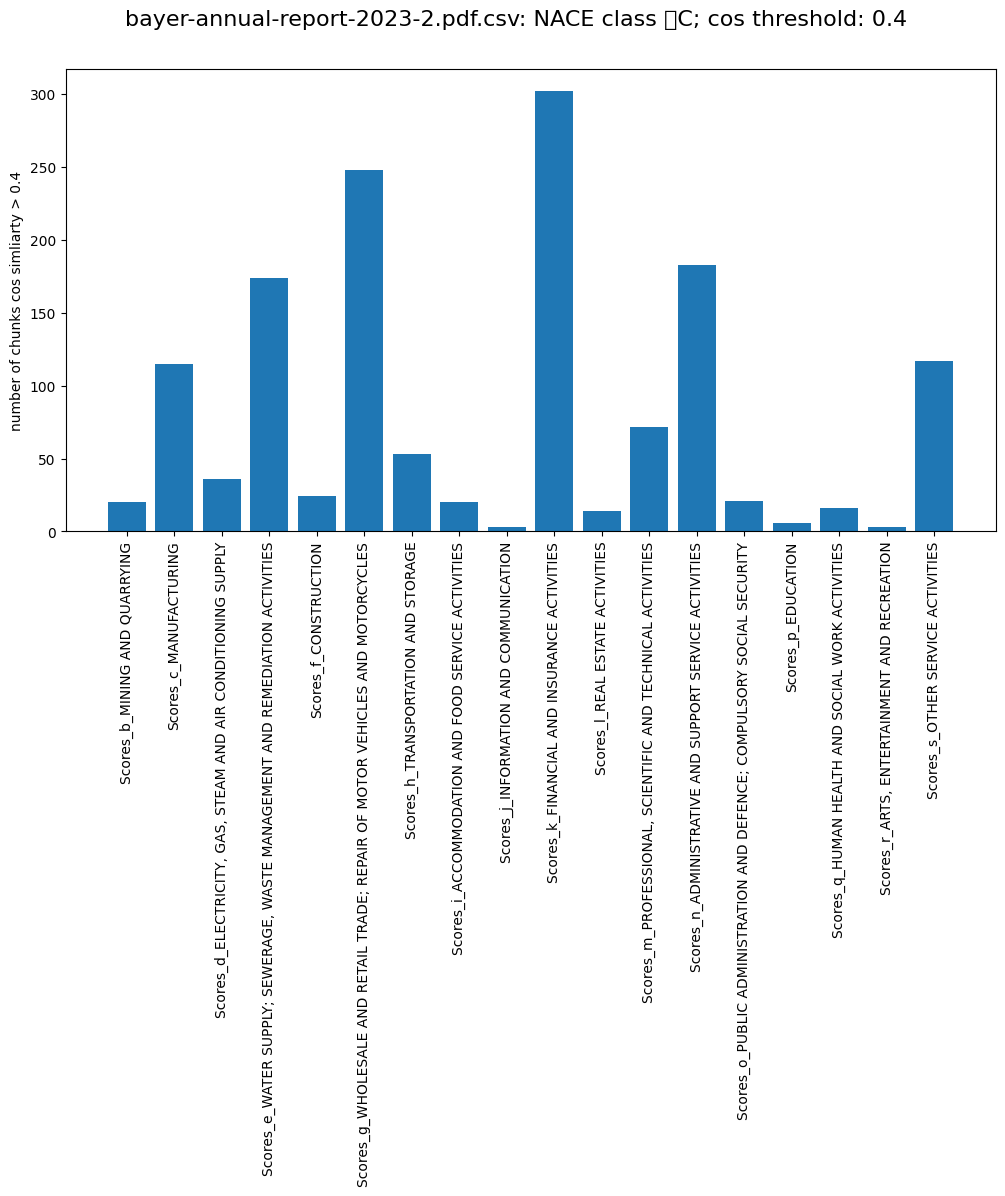 bayer-annual-report-2023-2.pdf.csv: NACE class ▯C; cos threshold: 0.4
number of chunks cos simliarty > 0.4
300
250
200
150
100
50
0
Scores_b_MINING AND QUARRYING
Scores_c_MANUFACTURING
Scores_d_ELECTRICITY, GAS, STEAM AND AIR CONDITIONING SUPPLY
Scores_e_WATER SUPPLY; SEWERAGE, WASTE MANAGEMENT AND REMEDIATION ACTIVITIES
Scores_f_CONSTRUCTION
Scores_g_WHOLESALE AND RETAIL TRADE; REPAIR OF MOTOR VEHICLES AND MOTORCYCLES
Scores_h_TRANSPORTATION AND STORAGE
Scores_i_ACCOMMODATION AND FOOD SERVICE ACTIVITIES
Scores_j_INFORMATION AND COMMUNICATION
Scores_k_FINANCIAL AND INSURANCE ACTIVITIES
Scores_l_REAL ESTATE ACTIVITIES
Scores_m_PROFESSIONAL, SCIENTIFIC AND TECHNICAL ACTIVITIES
Scores_n_ADMINISTRATIVE AND SUPPORT SERVICE ACTIVITIES
Scores_o_PUBLIC ADMINISTRATION AND DEFENCE; COMPULSORY SOCIAL SECURITY
Scores_p_EDUCATION
Scores_q_HUMAN HEALTH AND SOCIAL WORK ACTIVITIES
Scores_r_ARTS, ENTERTAINMENT AND RECREATION
Scores_s_OTHER SERVICE ACTIVITIES